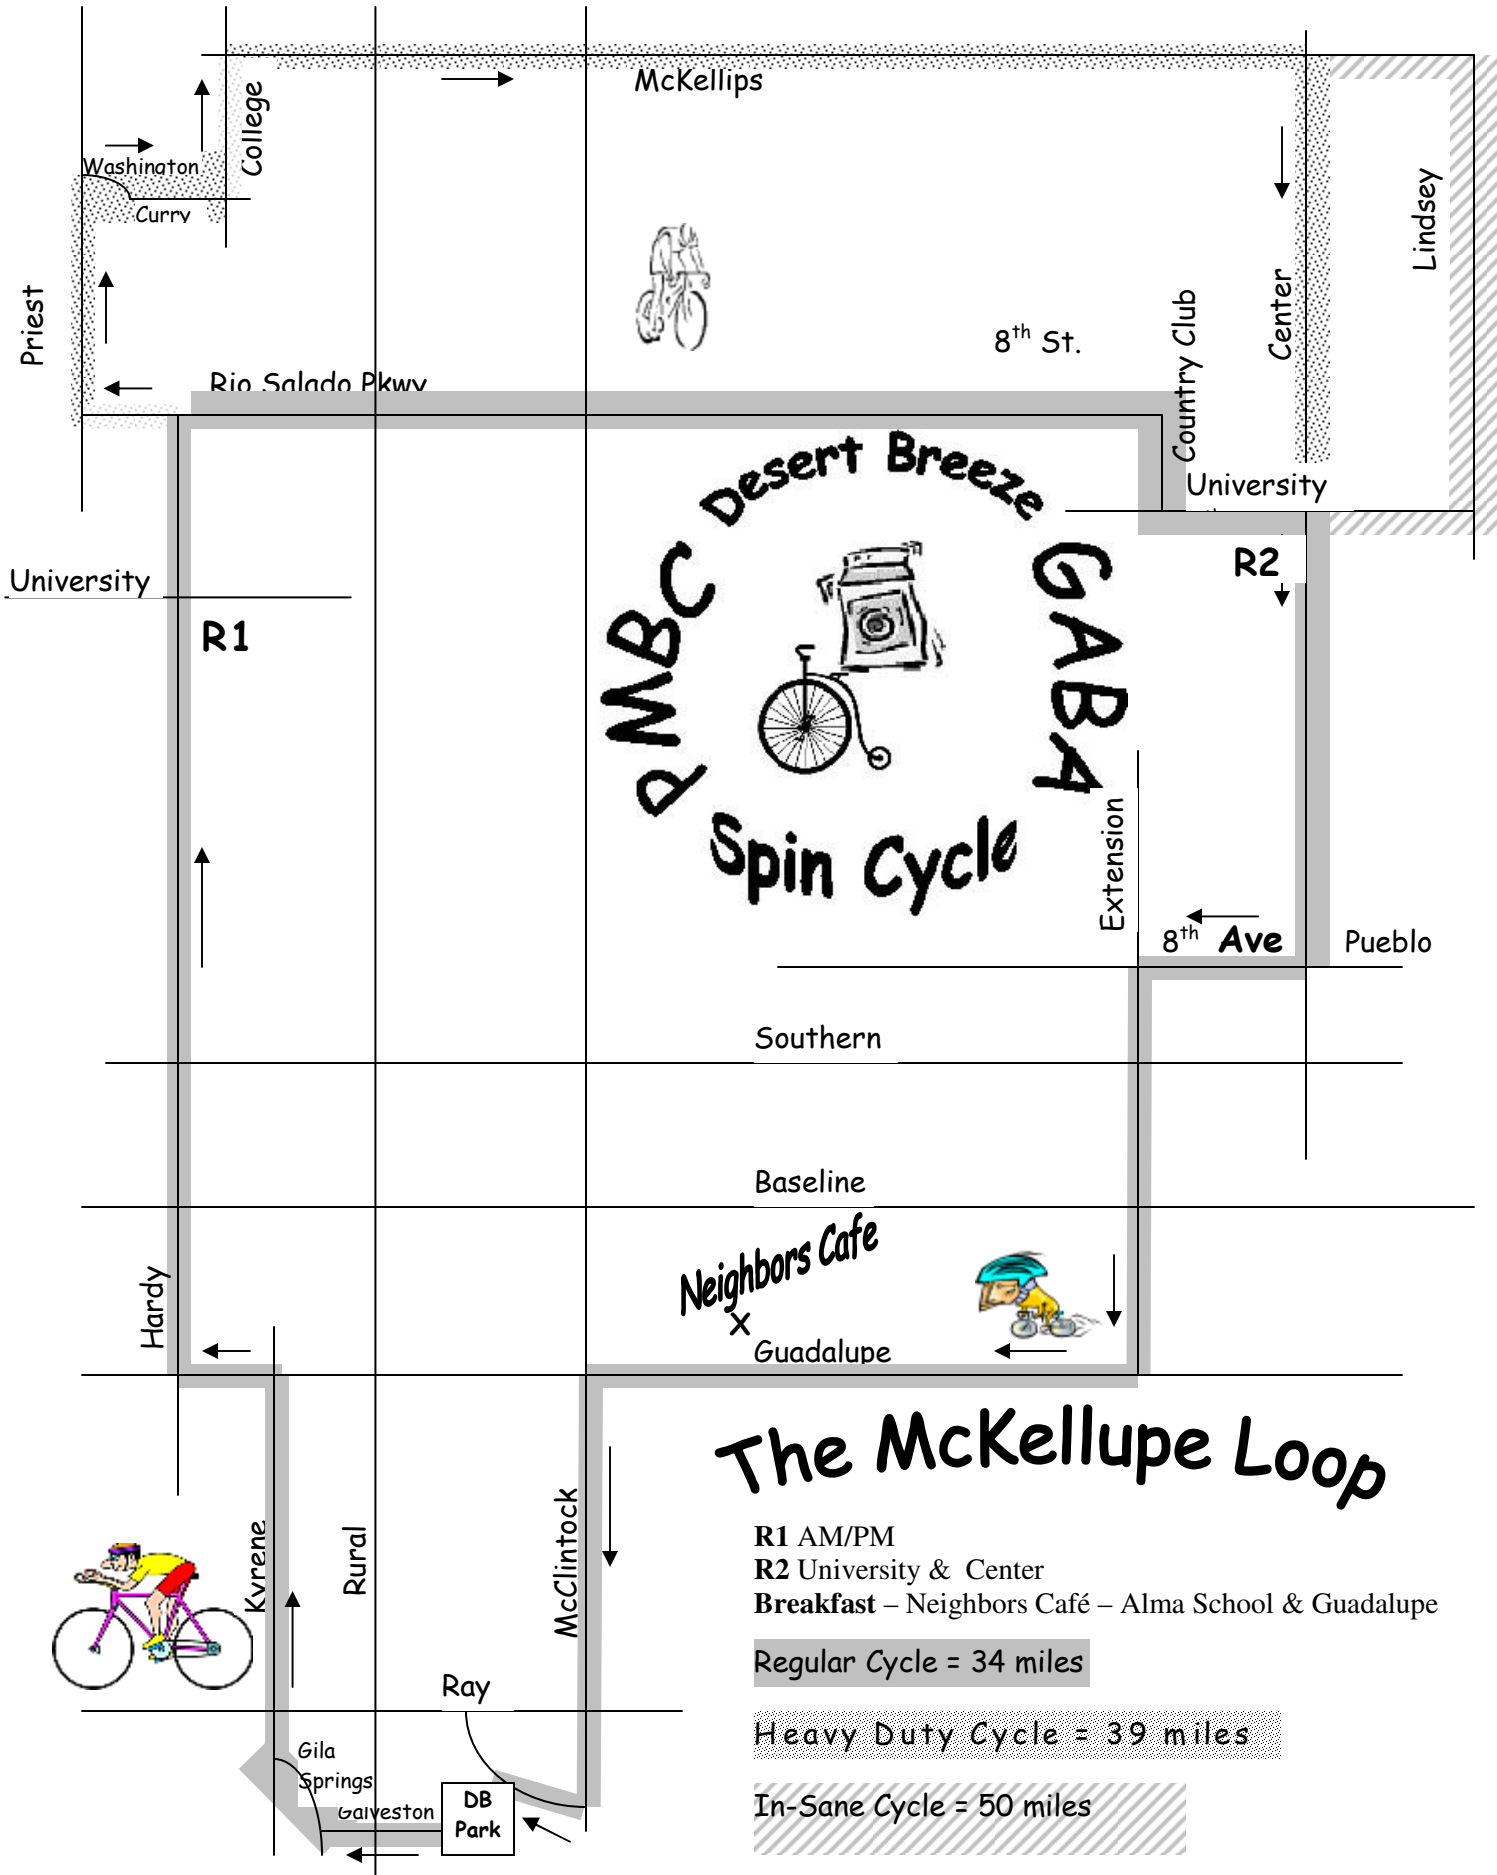 McKellips
College
Washington
Curry
Lindsey
Priest
Center
Country Club
8th St.
Rio Salado Pkwy
Desert Breeze
University
R2
University
R1
PMBC
GABA
Spin Cycle
Extension
8th Ave
Pueblo
Southern
Baseline
Neighbors Cafe
X
Hardy
Guadalupe
The McKellupe Loop
Kyrene
Rural
McClintock
R1 AM/PM
R2 University & Center
Breakfast – Neighbors Café – Alma School & Guadalupe
Regular Cycle = 34 miles
Ray
Heavy Duty Cycle = 39 miles
Gila
Springs
Galveston
DB
Park
In-Sane Cycle = 50 miles